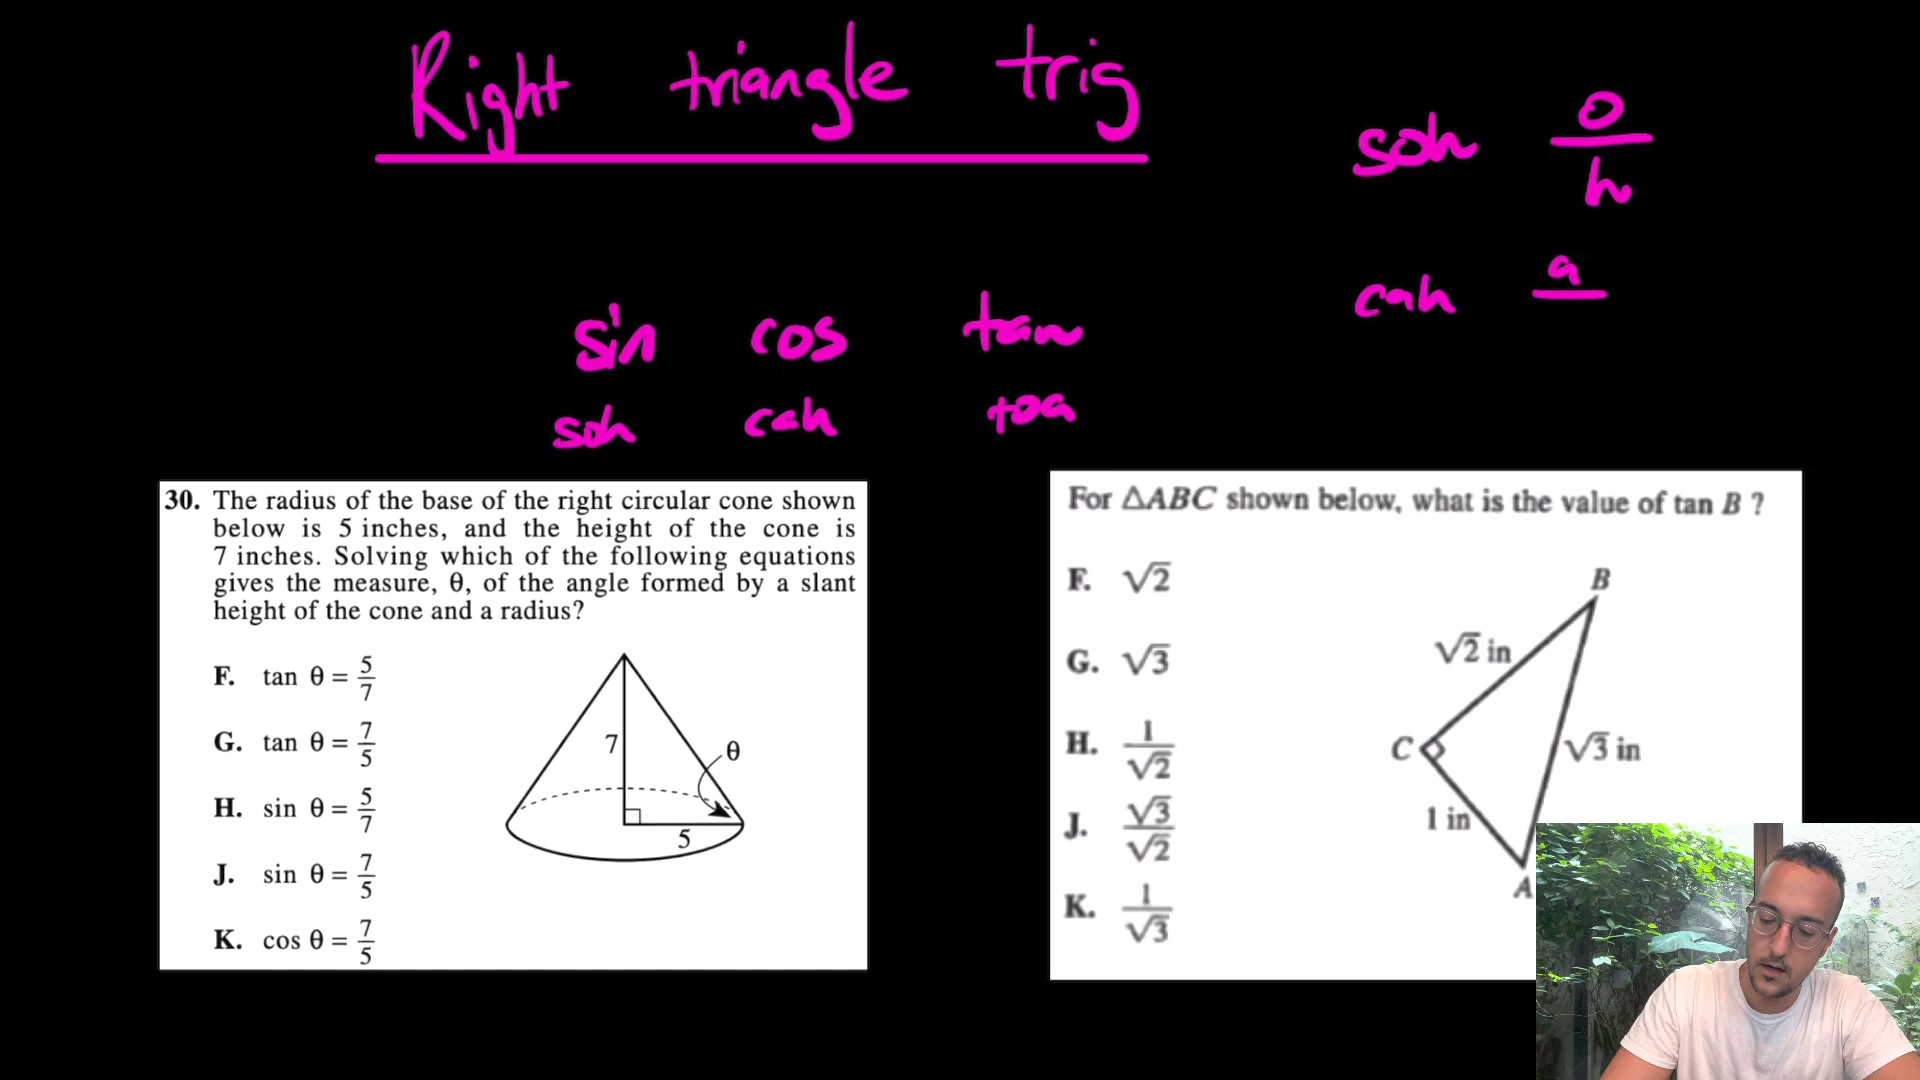 Right triangle trig
soh o/h
cah a/
sin cos tan
soh cah toa
30. The radius of the base of the right circular cone shown
below is 5 inches, and the height of the cone is
7 inches. Solving which of the following equations
gives the measure, θ, of the angle formed by a slant
height of the cone and a radius?
F. tan θ = 5/7
G. tan θ = 7/5
H. sin θ = 5/7
J. sin θ = 7/5
K. cos θ = 7/5
7
θ
5
For △ABC shown below, what is the value of tan B ?
F. √2
G. √3
H. 1/√2
J. √3/√2
K. 1/√3
B
√2 in
C
√3 in
1 in
A